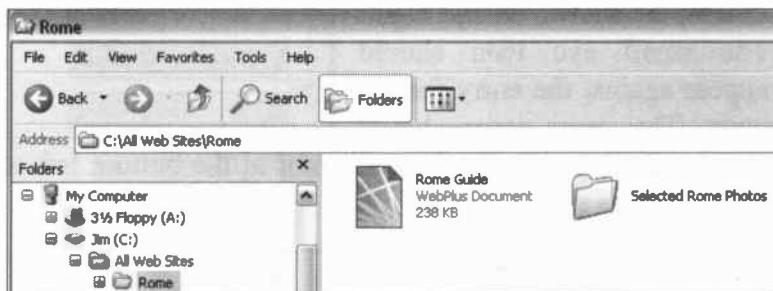 Rome
File Edit View Favorites Tools Help
Back Search Folders
Address C:\All Web Sites\Rome
Folders
My Computer
3½ Floppy (A:)
Jim (C:)
All Web Sites
Rome
Rome Guide
WebPlus Document
238 KB
Selected Rome Photos